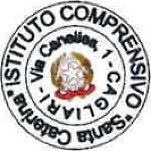 ISTITUTO COMPRENSIVO
"Santa Caterina"
Via Canelles, 1 - CAGLIARI -